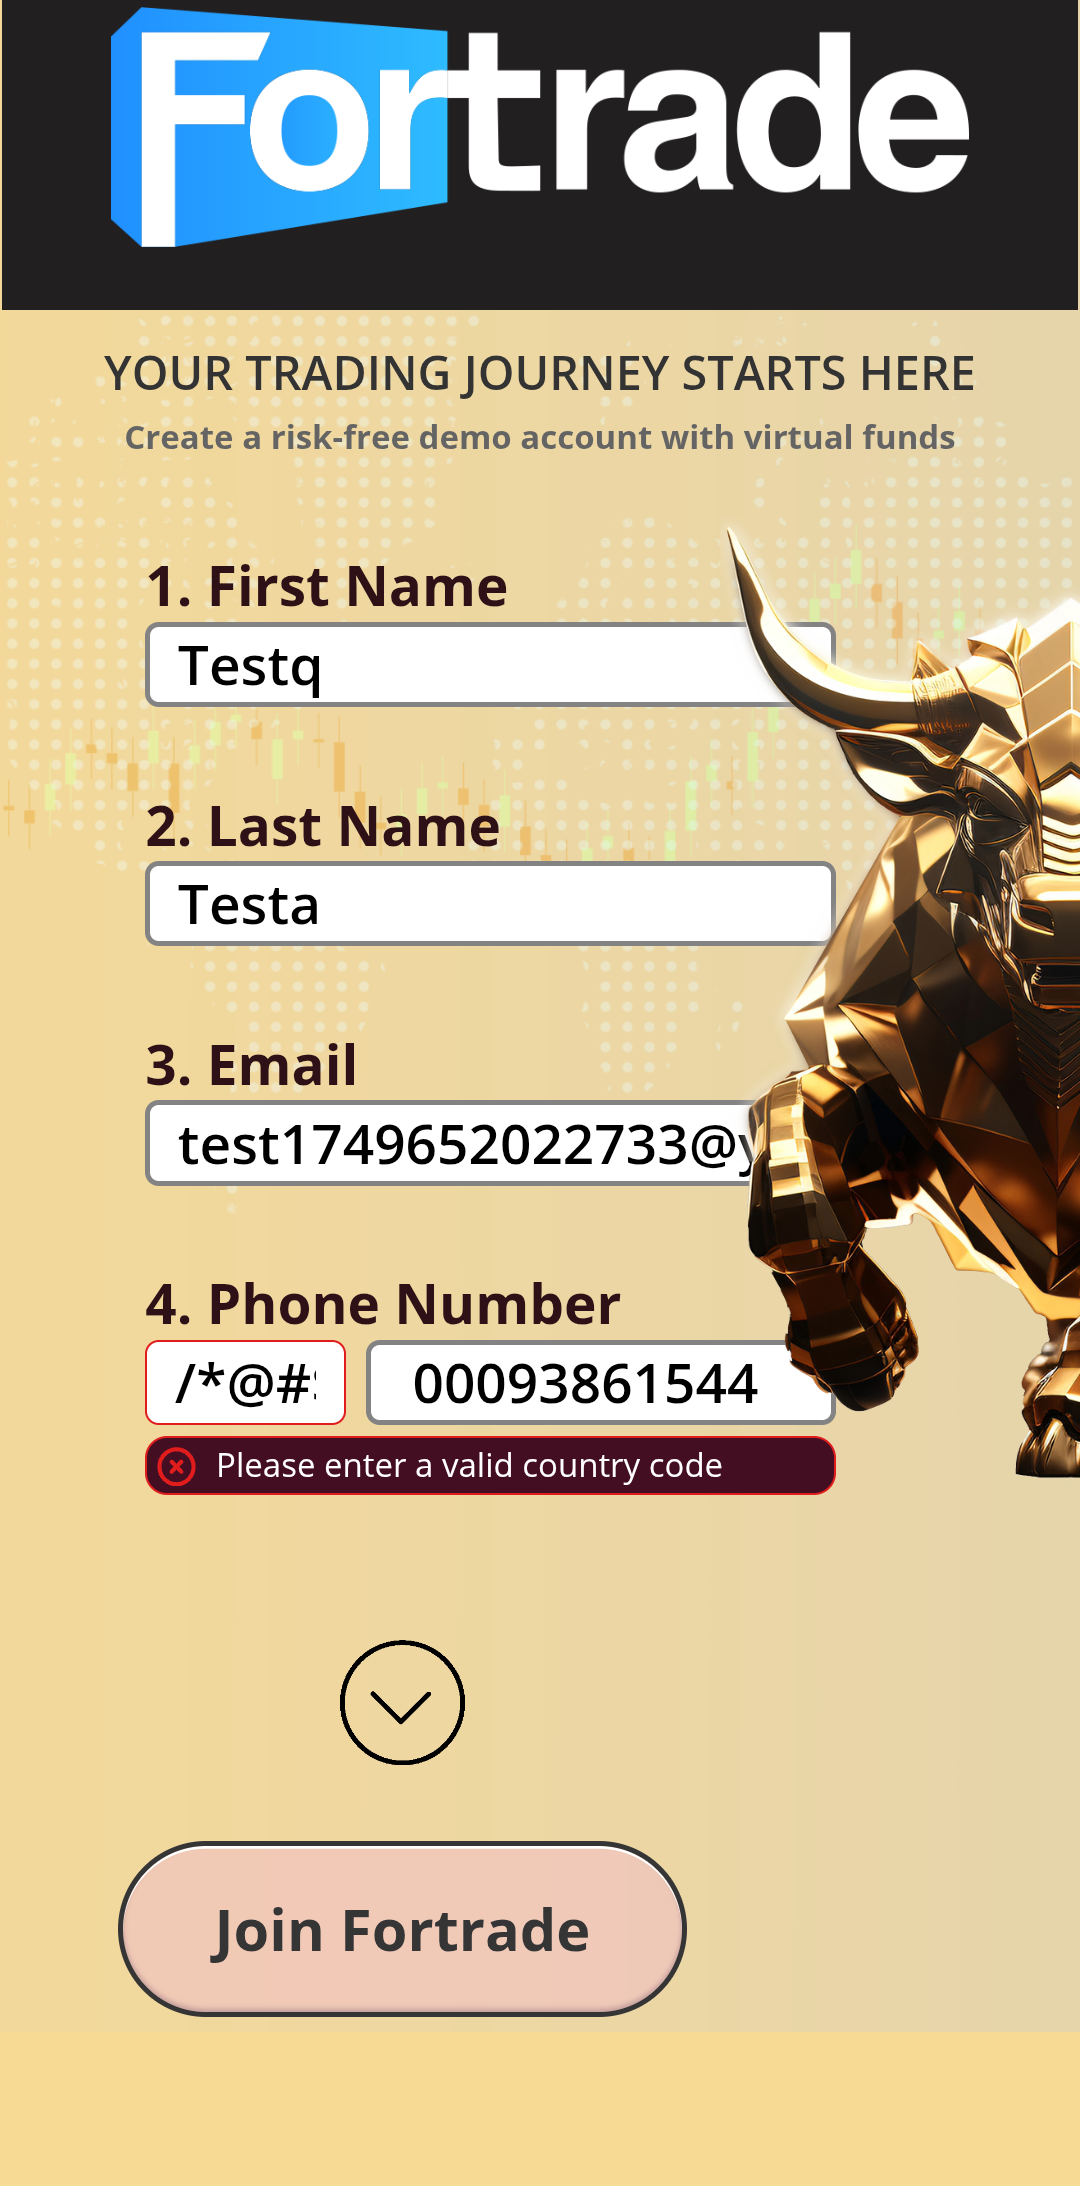 Fortrade
YOUR TRADING JOURNEY STARTS HERE
Create a risk-free demo account with virtual funds
1. First Name
Testq
2. Last Name
Testa
3. Email
test1749652022733@y
4. Phone Number
/*@#$ 00093861544
Please enter a valid country code
Join Fortrade